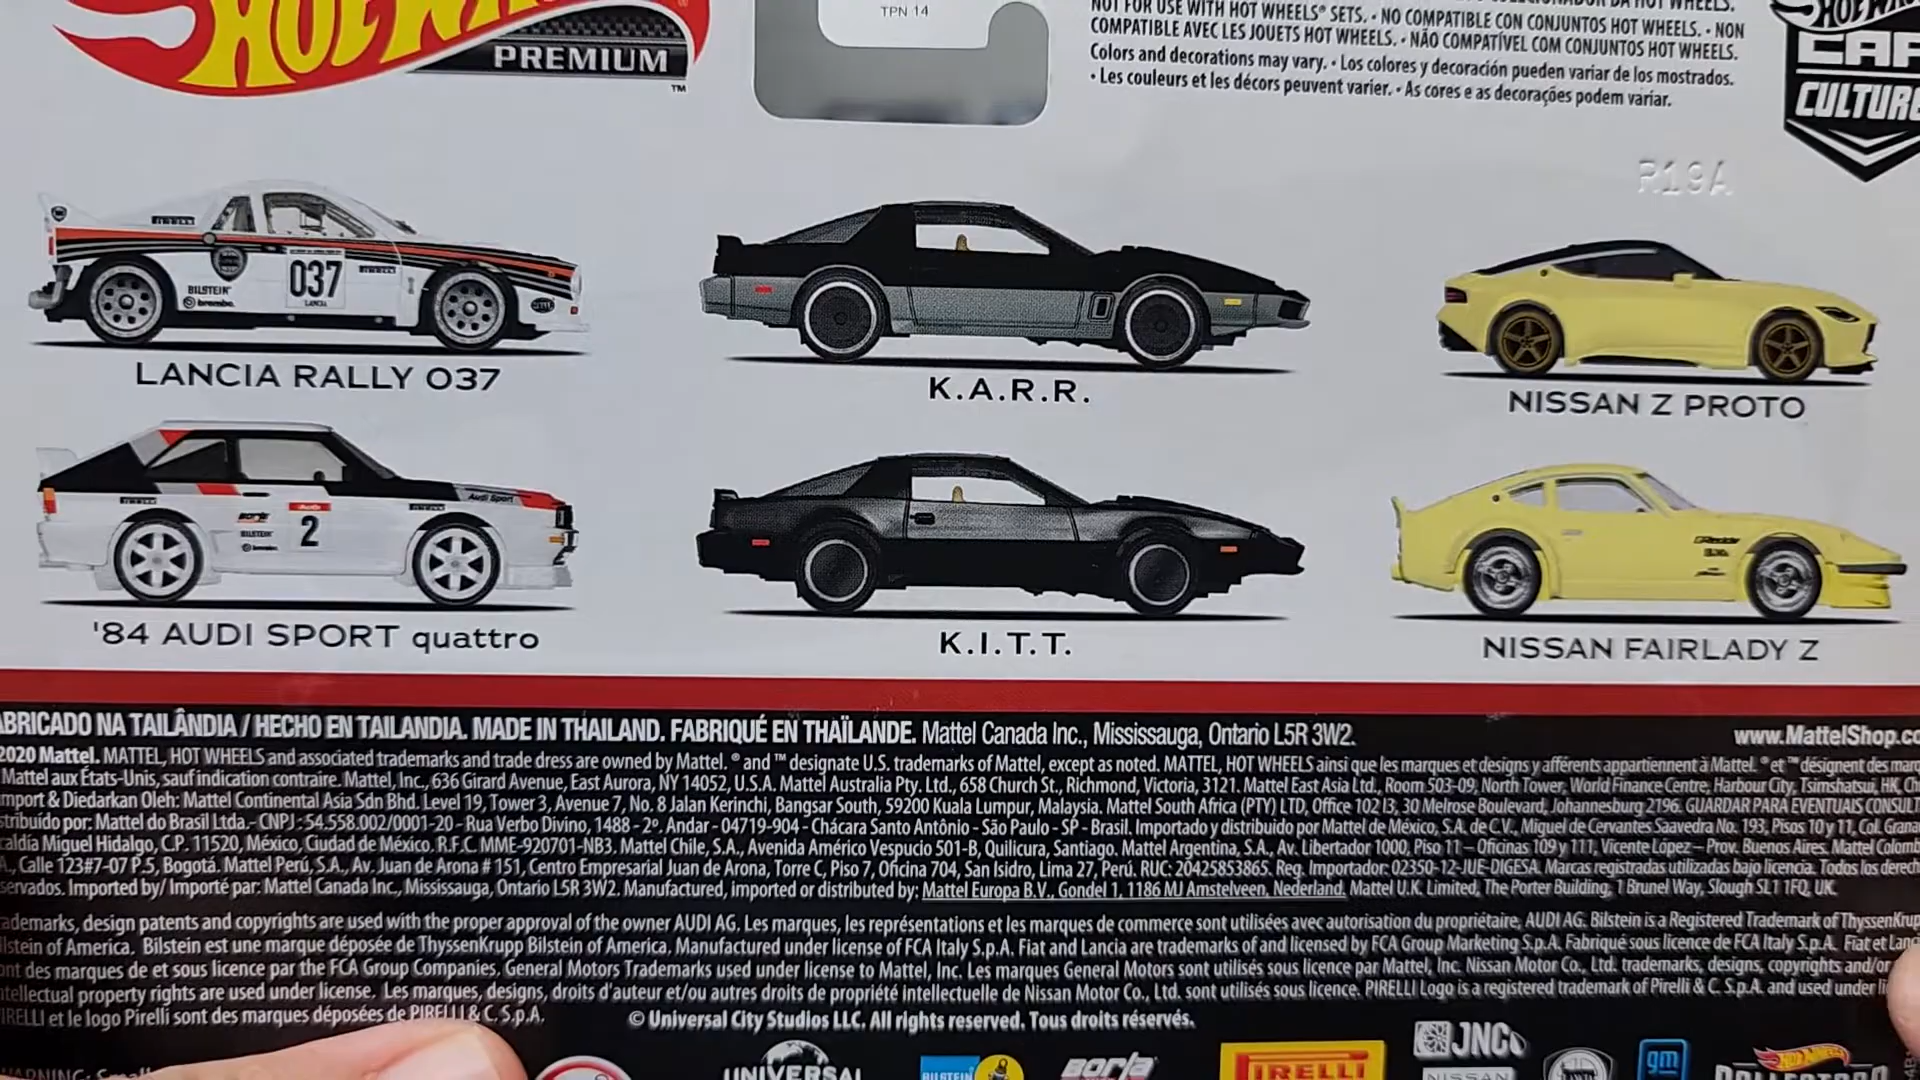 HOT WHEELS
PREMIUM
TM
TPN 14
NOT FOR USE WITH HOT WHEELS® SETS. • NO COMPATIBLE CON CONJUNTOS HOT WHEELS. • NON
COMPATIBLE AVEC LES JOUETS HOT WHEELS. • NÃO COMPATÍVEL COM CONJUNTOS HOT WHEELS.
Colors and decorations may vary. • Los colores y decoración pueden variar de los mostrados.
• Les couleurs et les décors peuvent varier. • As cores e as decorações podem variar.
CAR
CULTURE
R19A
PIRELLI
037
LANCIA
BILSTEIN
brembo
PIRELLI
LANCIA RALLY 037
K.A.R.R.
NISSAN Z PROTO
PIRELLI
Audi
2
borla
BILSTEIN
brembo
Audi Sport
GReddy
'84 AUDI SPORT quattro
K.I.T.T.
NISSAN FAIRLADY Z
ABRICADO NA TAILÂNDIA / HECHO EN TAILANDIA. MADE IN THAILAND. FABRIQUÉ EN THAÏLANDE. Mattel Canada Inc., Mississauga, Ontario L5R 3W2.
www.MattelShop.co
2020 Mattel. MATTEL, HOT WHEELS and associated trademarks and trade dress are owned by Mattel. ® and ™ designate U.S. trademarks of Mattel, except as noted. MATTEL, HOT WHEELS ainsi que les marques et designs y afférents appartiennent à Mattel. ® et ™ désignent des marq
Mattel aux États-Unis, sauf indication contraire. Mattel, Inc., 636 Girard Avenue, East Aurora, NY 14052, U.S.A. Mattel Australia Pty. Ltd., 658 Church St., Richmond, Victoria, 3121. Mattel East Asia Ltd., Room 503-09, North Tower, World Finance Centre, Harbour City, Tsimshatsui, HK, Ch
mport & Diedarkan Oleh: Mattel Continental Asia Sdn Bhd. Level 19, Tower 3, Avenue 7, No. 8 Jalan Kerinchi, Bangsar South, 59200 Kuala Lumpur, Malaysia. Mattel South Africa (PTY) LTD, Office 102 I3, 30 Melrose Boulevard, Johannesburg 2196. GUARDAR PARA EVENTUAIS CONSULT
stribuido por: Mattel do Brasil Ltda.- CNPJ : 54.558.002/0001-20 - Rua Verbo Divino, 1488 - 2º. Andar - 04719-904 - Chácara Santo Antônio - São Paulo - SP - Brasil. Importado y distribuido por Mattel de México, S.A. de C.V., Miguel de Cervantes Saavedra No. 193, Pisos 10 y 11, Col. Grana
caldía Miguel Hidalgo, C.P. 11520, México, Ciudad de México. R.F.C. MME-920701-NB3. Mattel Chile, S.A., Avenida Américo Vespucio 501-B, Quilicura, Santiago. Mattel Argentina, S.A., Av. Libertador 1000, Piso 11 – Oficinas 109 y 111, Vicente López – Prov. Buenos Aires. Mattel Colomb
A., Calle 123#7-07 P.5, Bogotá. Mattel Perú, S.A., Av. Juan de Arona # 151, Centro Empresarial Juan de Arona, Torre C, Piso 7, Oficina 704, San Isidro, Lima 27, Perú. RUC: 20425853865. Reg. Importador: 02350-12-JUE-DIGESA. Marcas registradas utilizadas bajo licencia. Todos los derech
servados. Imported by/ Importé par: Mattel Canada Inc., Mississauga, Ontario L5R 3W2. Manufactured, imported or distributed by: Mattel Europa B.V., Gondel 1, 1186 MJ Amstelveen, Nederland. Mattel U.K. Limited, The Porter Building, 1 Brunel Way, Slough SL1 1FQ, UK.
ademarks, design patents and copyrights are used with the proper approval of the owner AUDI AG. Les marques, les représentations et les marques de commerce sont utilisées avec autorisation du propriétaire, AUDI AG. Bilstein is a Registered Trademark of ThyssenKrup
ilstein of America. Bilstein est une marque déposée de ThyssenKrupp Bilstein of America. Manufactured under license of FCA Italy S.p.A. Fiat and Lancia are trademarks of and licensed by FCA Group Marketing S.p.A. Fabriqué sous licence de FCA Italy S.p.A. Fiat et Lanc
ont des marques de et sous licence par the FCA Group Companies. General Motors Trademarks used under license to Mattel, Inc. Les marques General Motors sont utilisés sous licence par Mattel, Inc. Nissan Motor Co., Ltd. trademarks, designs, copyrights and/or
ntellectual property rights are used under license. Les marques, designs, droits d'auteur et/ou autres droits de propriété intellectuelle de Nissan Motor Co., Ltd. sont utilisés sous licence. PIRELLI Logo is a registered trademark of Pirelli & C. S.p.A. and used under li
IRELLI et le logo Pirelli sont des marques déposées de PIRELLI & C. S.p.A.
© Universal City Studios LLC. All rights reserved. Tous droits réservés.
WARNING:
UNIVERSAL
BILSTEIN
borla
PIRELLI
JNC
NISSAN
gm
HOT WHEELS